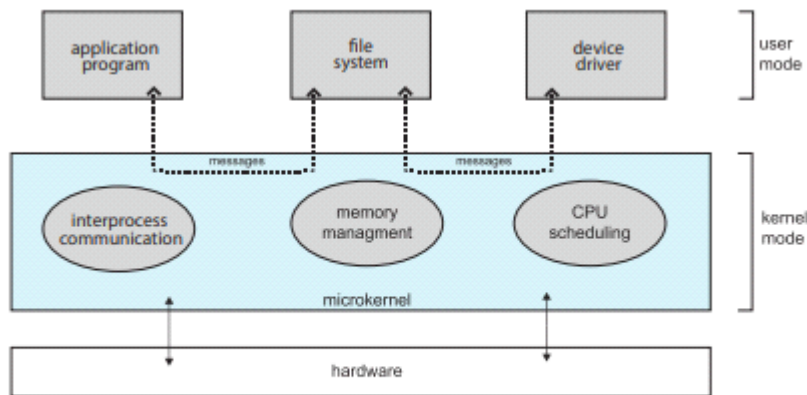 application
program
file
system
device
driver
user
mode
messages
messages
interprocess
communication
memory
managment
CPU
scheduling
kernel
mode
microkernel
hardware